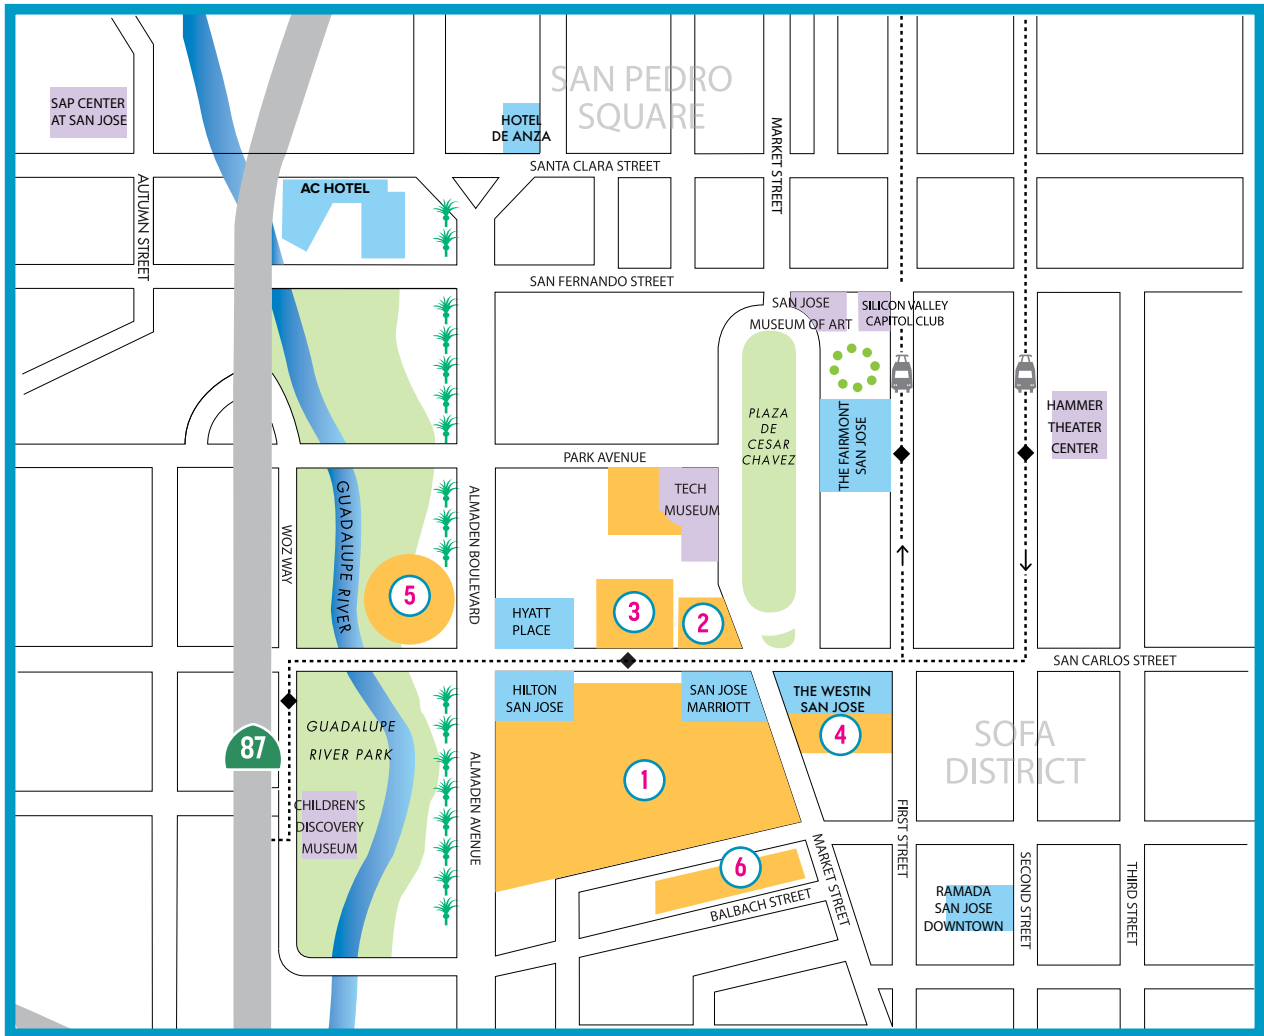 SAN PEDRO
SQUARE
SAP CENTER
AT SAN JOSE
HOTEL
DE ANZA
MARKET STREET
SANTA CLARA STREET
AUTUMN STREET
AC HOTEL
SAN FERNANDO STREET
SAN JOSE
MUSEUM OF ART
SILICON VALLEY
CAPITOL CLUB
PLAZA
DE
CESAR
CHAVEZ
THE FAIRMONT
SAN JOSE
HAMMER
THEATER
CENTER
PARK AVENUE
TECH
MUSEUM
GUADALUPE RIVER
ALMADEN BOULEVARD
WOZ WAY
5
3
2
HYATT
PLACE
SAN CARLOS STREET
HILTON
SAN JOSE
SAN JOSE
MARRIOTT
THE WESTIN
SAN JOSE
4
GUADALUPE
RIVER PARK
87
SOFA
DISTRICT
1
ALMADEN AVENUE
CHILDREN'S
DISCOVERY
MUSEUM
FIRST STREET
MARKET STREET
6
BALBACH STREET
SECOND STREET
THIRD STREET
RAMADA
SAN JOSE
DOWNTOWN